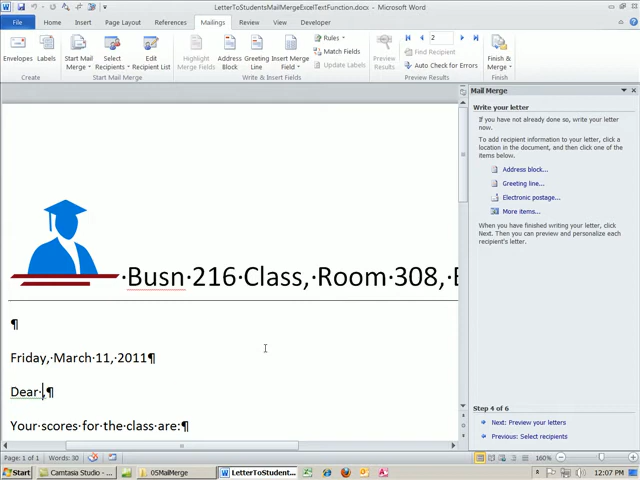 LetterToStudentsMailMergeExcelTextFunction.docx - Microsoft Word
File Home Insert Page Layout References Mailings Review View Developer
Envelopes Labels
Create
Start Mail Merge
Select Recipients
Edit Recipient List
Start Mail Merge
Highlight Merge Fields
Address Block
Greeting Line
Insert Merge Field
Rules
Match Fields
Update Labels
Write & Insert Fields
Preview Results
2
Find Recipient
Auto Check for Errors
Preview Results
Finish & Merge
Finish
Busn·216·Class,·Room·308,·B
¶
Friday,·March·11,·2011¶
Dear·,¶
Your·scores·for·the·class·are:¶
Mail Merge
Write your letter
If you have not already done so, write your letter
now.
To add recipient information to your letter, click a
location in the document, and then click one of the
items below.
Address block...
Greeting line...
Electronic postage...
More items...
When you have finished writing your letter, click
Next. Then you can preview and personalize each
recipient's letter.
Step 4 of 6
Next: Preview your letters
Previous: Select recipients
Page: 1 of 1 Words: 30 160%
Start Camtasia Studio - 05MailMerge LetterToStudent... 12:07 PM